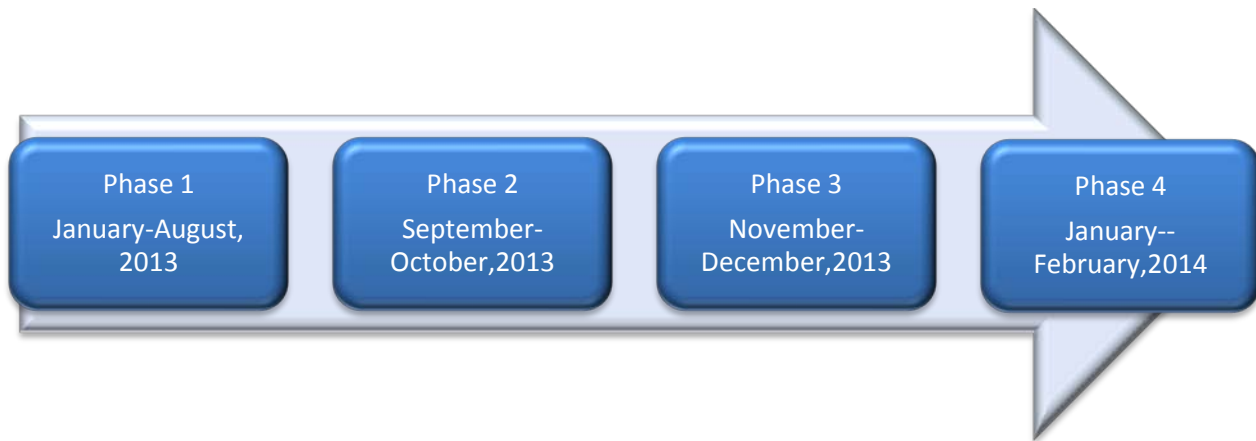 Phase 1
January-August,
2013
Phase 2
September-
October,2013
Phase 3
November-
December,2013
Phase 4
January--
February,2014